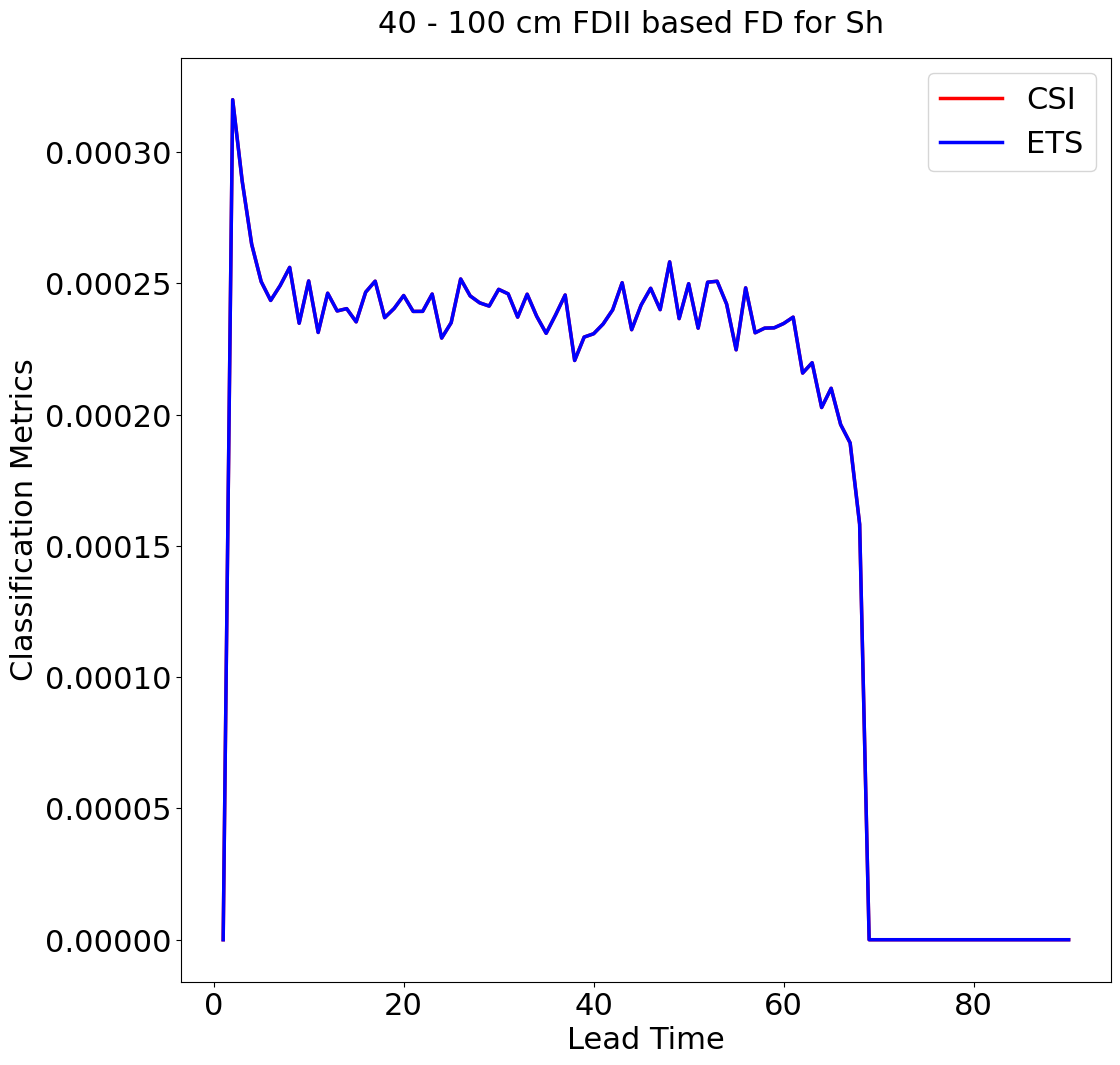 40 - 100 cm FDII based FD for Sh
CSI
ETS
0.00030
0.00025
0.00020
0.00015
0.00010
0.00005
0.00000
Classification Metrics
0 20 40 60 80
Lead Time